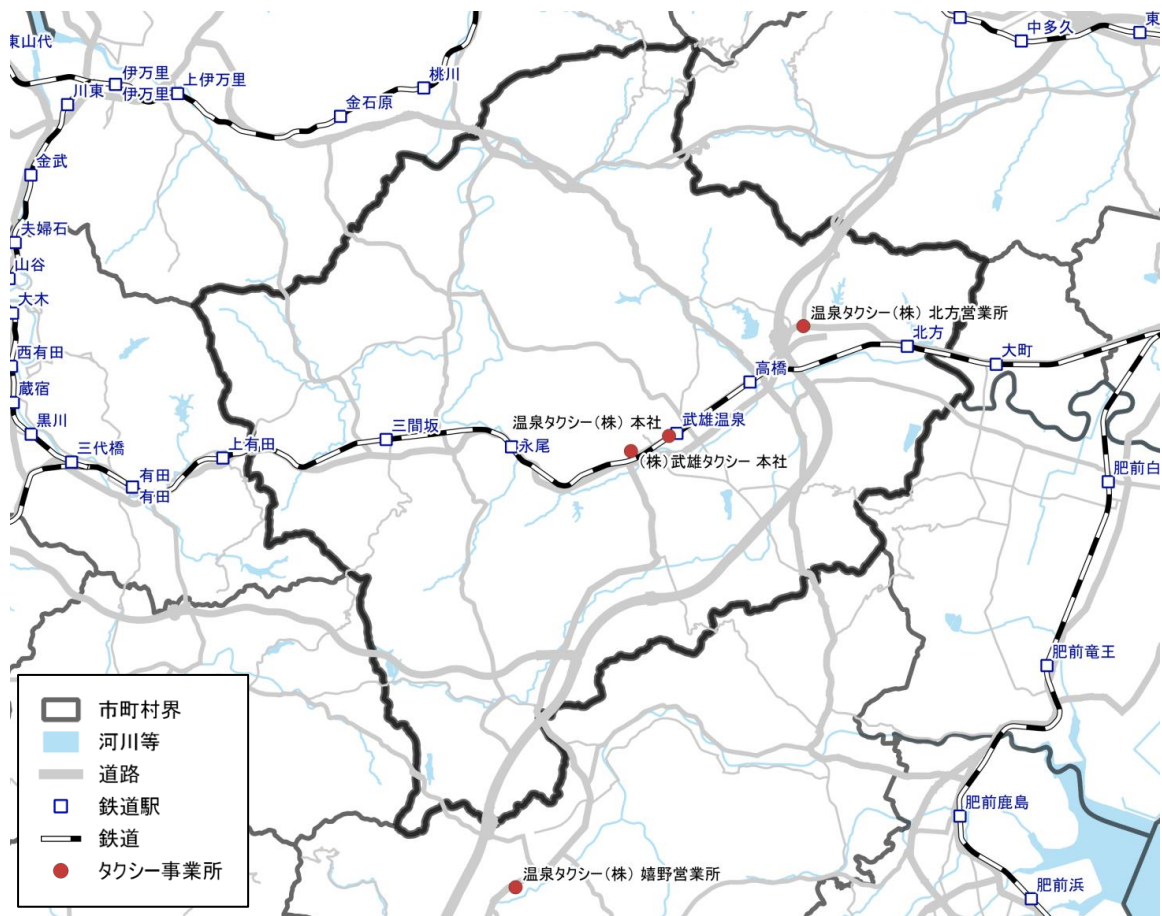 中多久
東
東山代
伊万里
伊万里
上伊万里
桃川
川東
金石原
金武
夫婦石
山谷
大木
西有田
蔵宿
黒川
三代橋
有田
有田
上有田
三間坂
永尾
温泉タクシー(株) 本社
武雄温泉
(株)武雄タクシー 本社
高橋
温泉タクシー(株) 北方営業所
北方
大町
肥前白
肥前竜王
肥前鹿島
肥前浜
温泉タクシー(株) 嬉野営業所
市町村界
河川等
道路
鉄道駅
鉄道
タクシー事業所